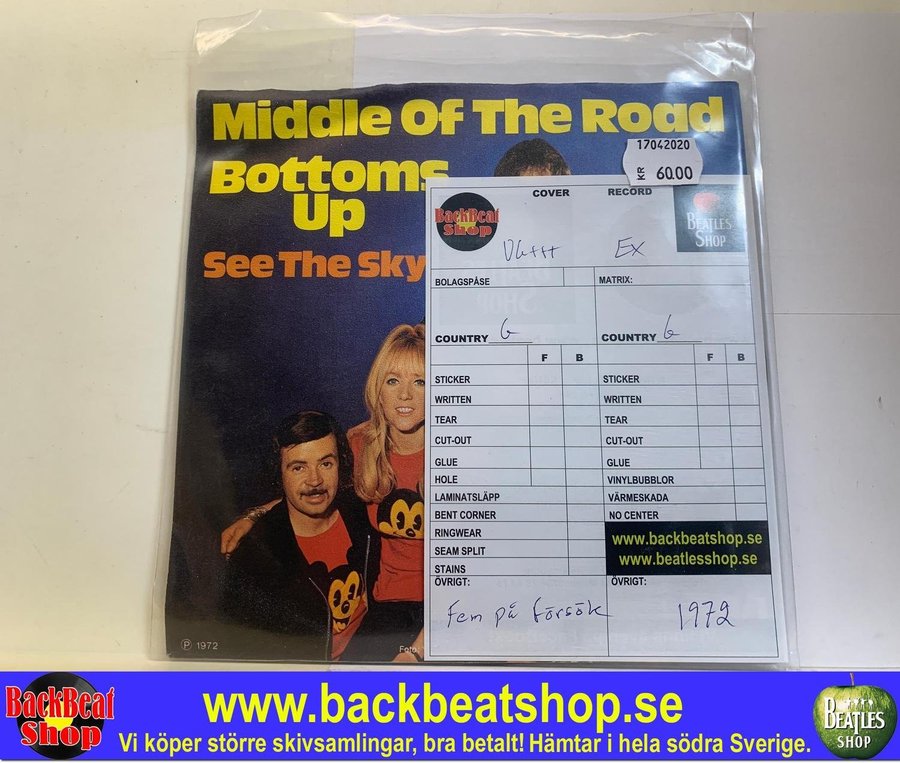 Middle Of The Road
Bottoms
Up
See The Sky
17042020
KR 60.00
COVER RECORD
BackBeat
Shop
BEATLES
SHOP
Ex
BOLAGSPÅSE MATRIX:
COUNTRY G COUNTRY G
F B F B
STICKER STICKER
WRITTEN WRITTEN
TEAR TEAR
CUT-OUT CUT-OUT
GLUE GLUE
HOLE VINYLBUBBLOR
LAMINATSLÄPP VÄRMESKADA
BENT CORNER NO CENTER
RINGWEAR
SEAM SPLIT
STAINS
www.backbeatshop.se
www.beatlesshop.se
ÖVRIGT: ÖVRIGT:
Fem på försök 1972
Ⓟ 1972
Foto:
BackBeat
Shop
www.backbeatshop.se
Vi köper större skivsamlingar, bra betalt! Hämtar i hela södra Sverige.
BEATLES
SHOP